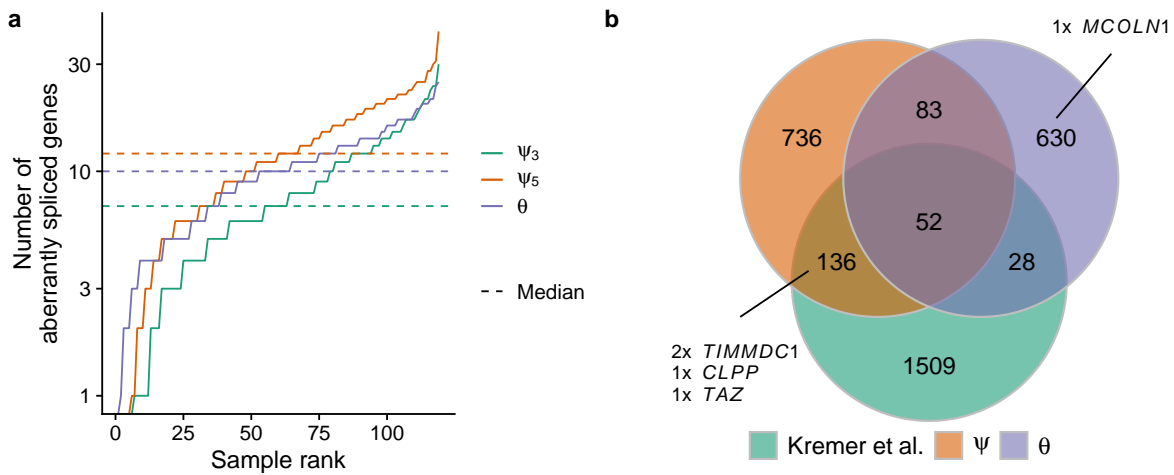 a
Number of
aberrantly spliced genes
30
10
3
1
0
25
50
75
100
Sample rank
ψ3
ψ5
θ
Median
b
1x MCOLN1
83
736
630
52
136
28
2x TIMMDC1
1x CLPP
1x TAZ
1509
Kremer et al. ψ θ